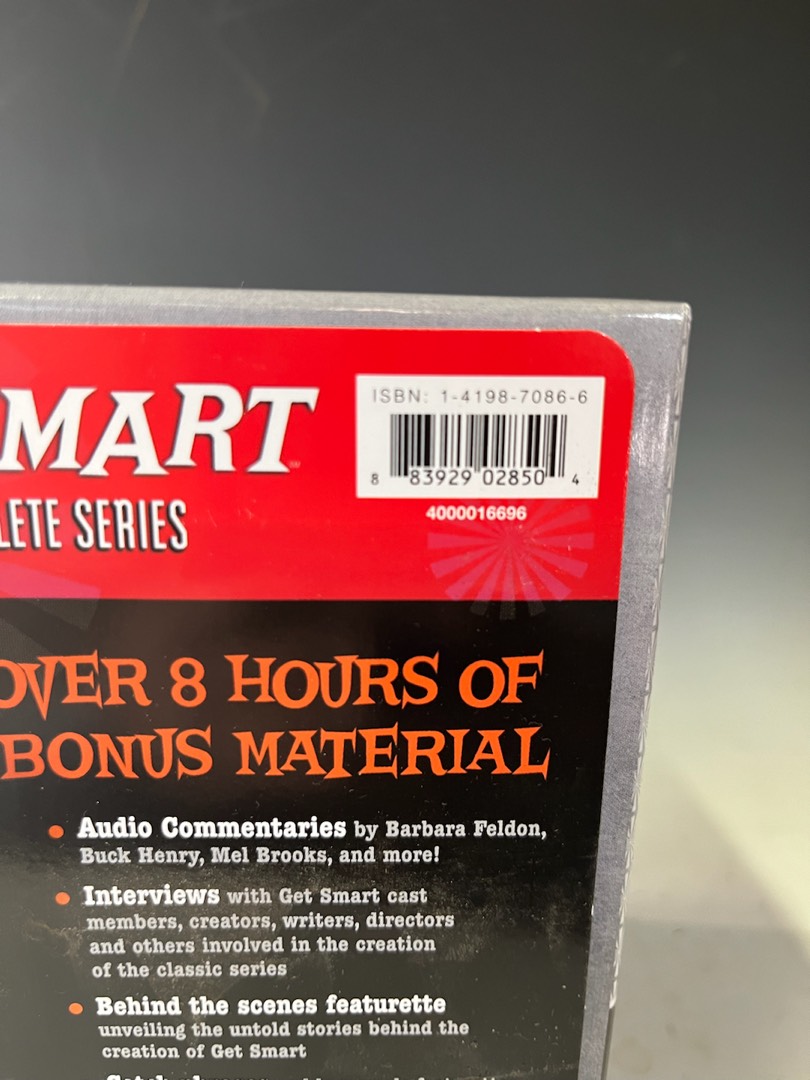 MART
ISBN: 1-4198-7086-6
8 83929 02850 4
LETE SERIES
4000016696
OVER 8 HOURS OF
BONUS MATERIAL
• Audio Commentaries by Barbara Feldon,
Buck Henry, Mel Brooks, and more!
• Interviews with Get Smart cast
members, creators, writers, directors
and others involved in the creation
of the classic series
• Behind the scenes featurette
unveiling the untold stories behind the
creation of Get Smart